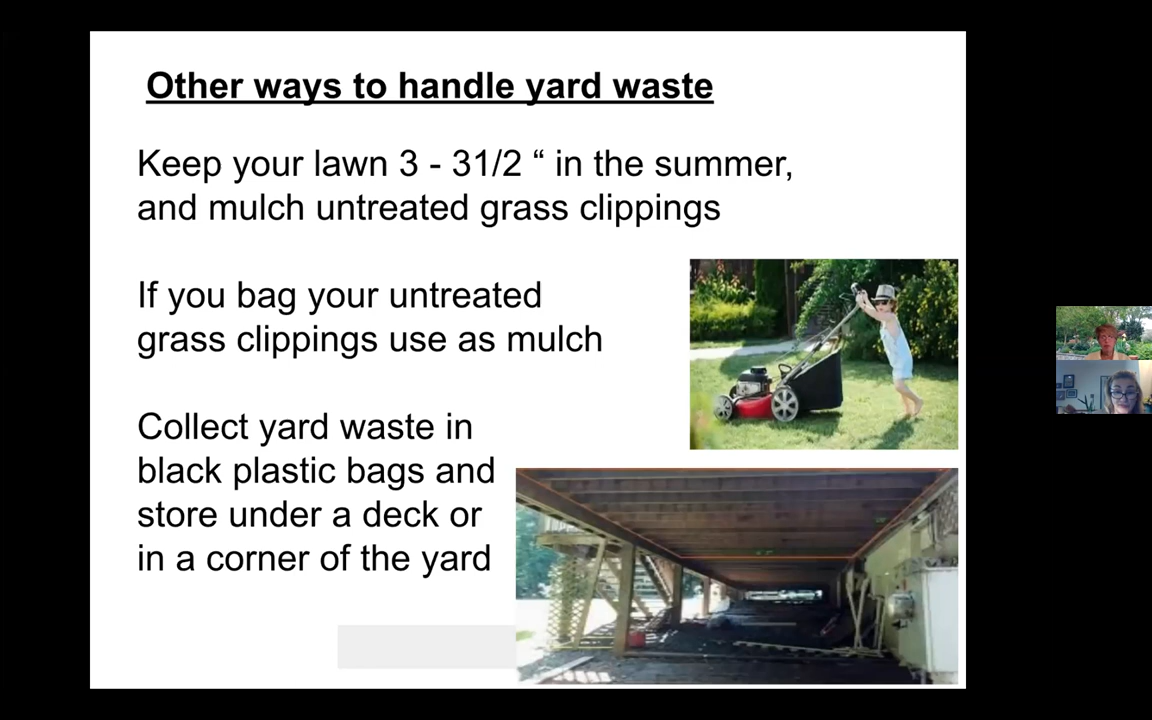 Other ways to handle yard waste
Keep your lawn 3 - 31/2 “ in the summer,
and mulch untreated grass clippings
If you bag your untreated
grass clippings use as mulch
Collect yard waste in
black plastic bags and
store under a deck or
in a corner of the yard